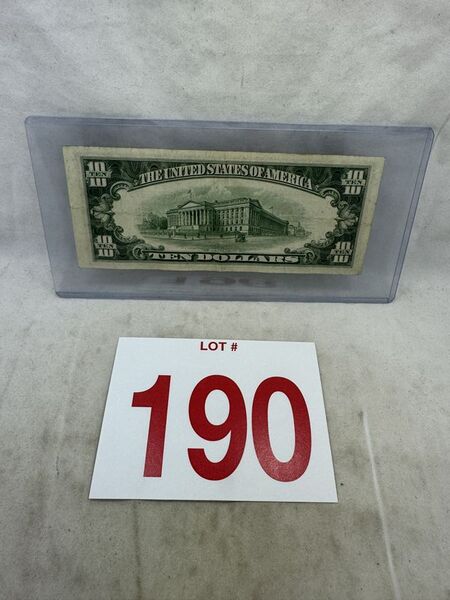 10 THE UNITED STATES OF AMERICA 10
TEN TEN
10 TEN DOLLARS 10
LOT #
190